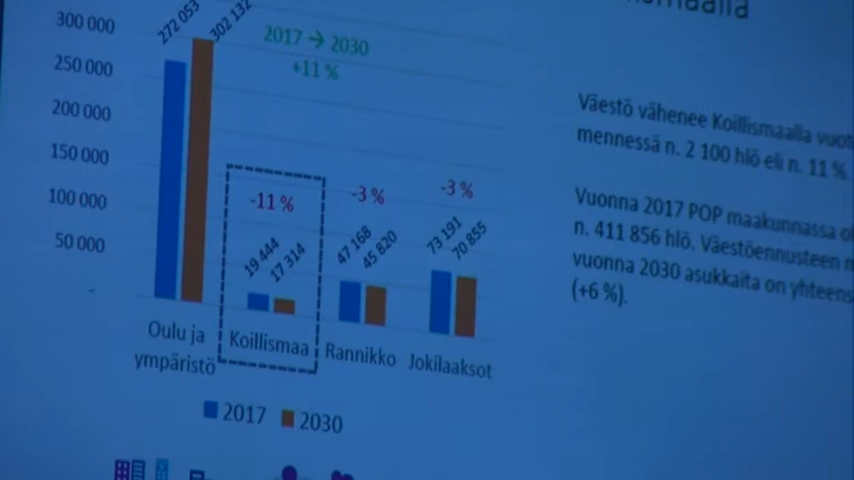 300 000
250 000
200 000
150 000
100 000
50 000
-
272 053
302 132
2017 → 2030
+11 %
-11 %
19 444
17 314
-3 %
47 168
45 820
-3 %
73 191
70 855
Oulu ja
ympäristö
Koillismaa
Rannikko
Jokilaaksot
2017
2030
Väestö vähenee Koillismaalla
mennessä n. 2 100 hlö eli n. 11 %.
Vuonna 2017 POP maakunnassa
n. 411 856 hlö. Väestöennusteen
vuonna 2030 asukkaita on
(+6 %).